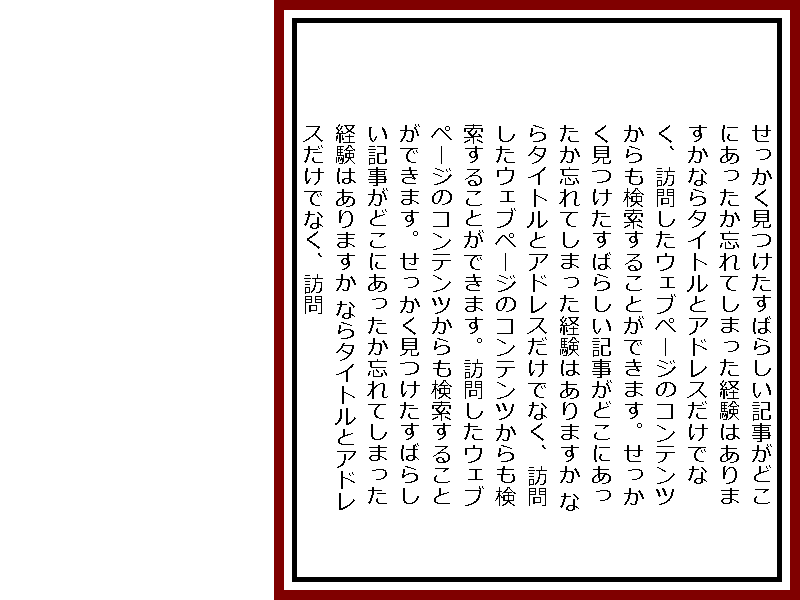 せっかく見つけたすばらしい記事がどこ
にあったか忘れてしまった経験はありま
すかならタイトルとアドレスだけでな
く、訪問したウェブページのコンテンツ
からも検索することができます。せっか
く見つけたすばらしい記事がどこにあっ
たか忘れてしまった経験はありますか な
らタイトルとアドレスだけでなく、訪問
したウェブページのコンテンツからも検
索することができます。訪問したウェブ
ページのコンテンツからも検索すること
ができます。せっかく見つけたすばらし
い記事がどこにあったか忘れてしまった
経験はありますか ならタイトルとアドレ
スだけでなく、訪問